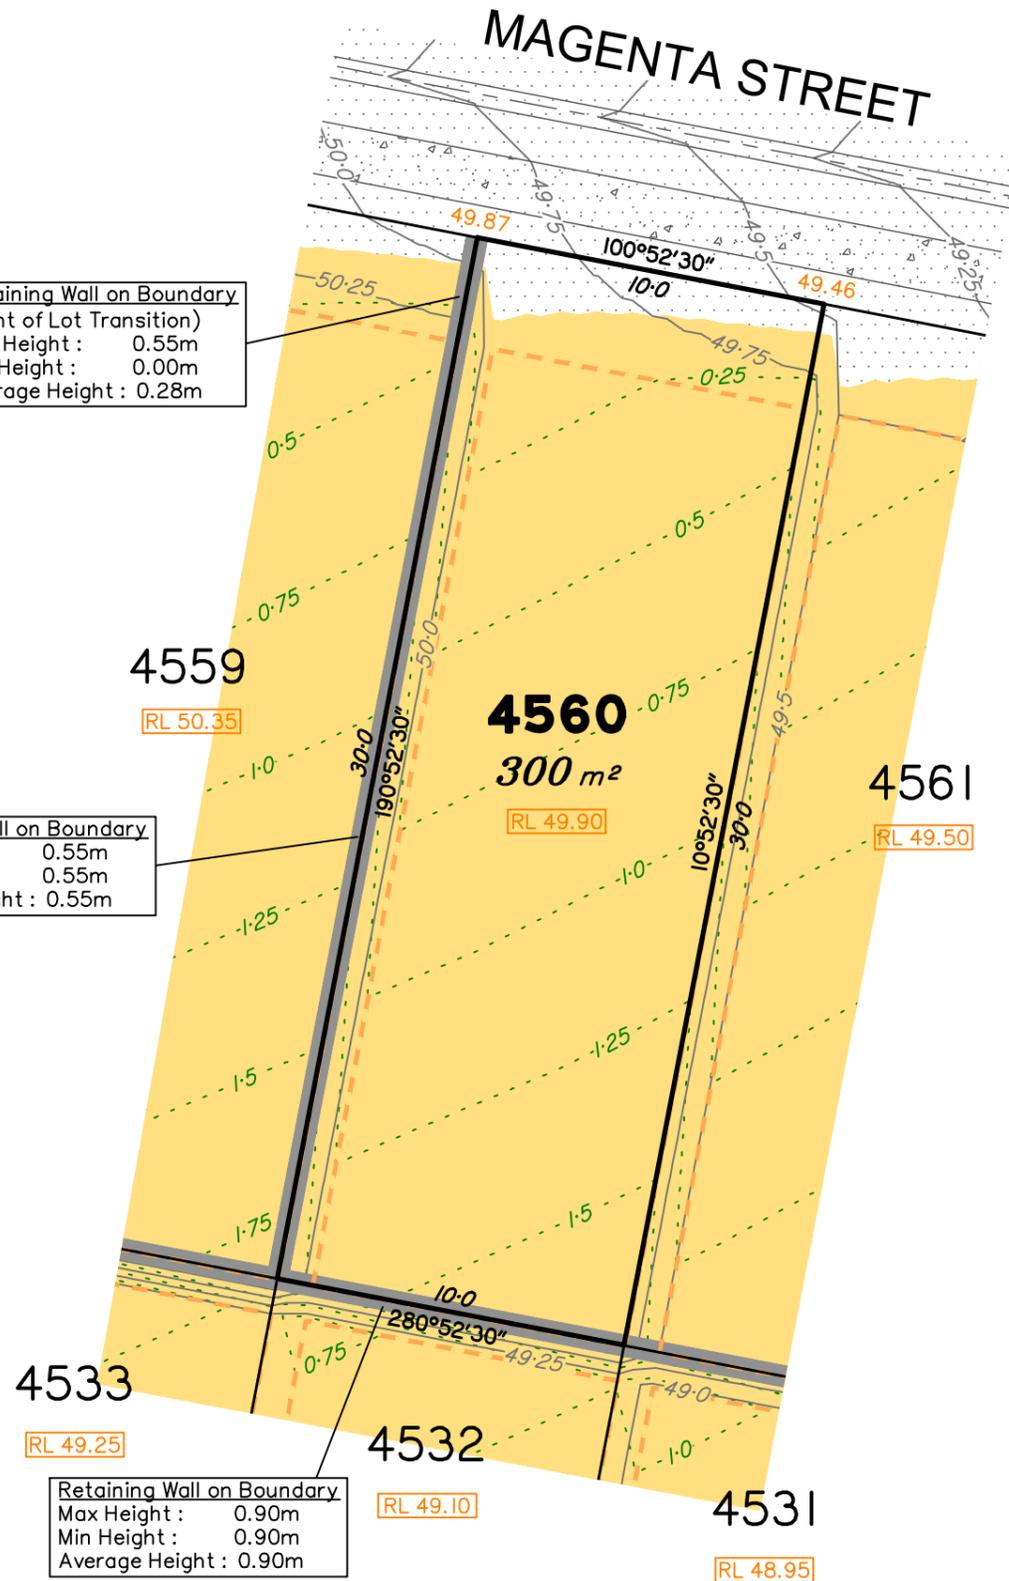 MAGENTA STREET
50·0
49·75
49·5
49·25
49.87
100°52'30"
10·0
49.46
50·25
49·75
0·25
aining Wall on Boundary
nt of Lot Transition)
Height : 0.55m
Height : 0.00m
rage Height : 0.28m
0·5
0·5
0·75
50·0
4559
RL 50.35
4560
300 m²
RL 49.90
0·75
49·5
30·0
190°52'30"
1·0
10°52'30"
30·0
4561
RL 49.50
ll on Boundary
0.55m
0.55m
ht : 0.55m
1·0
1·25
1·25
1·5
1·5
1·75
10·0
280°52'30"
0·75
49·25
49·0
4533
RL 49.25
4532
RL 49.10
1·0
4531
RL 48.95
Retaining Wall on Boundary
Max Height : 0.90m
Min Height : 0.90m
Average Height : 0.90m